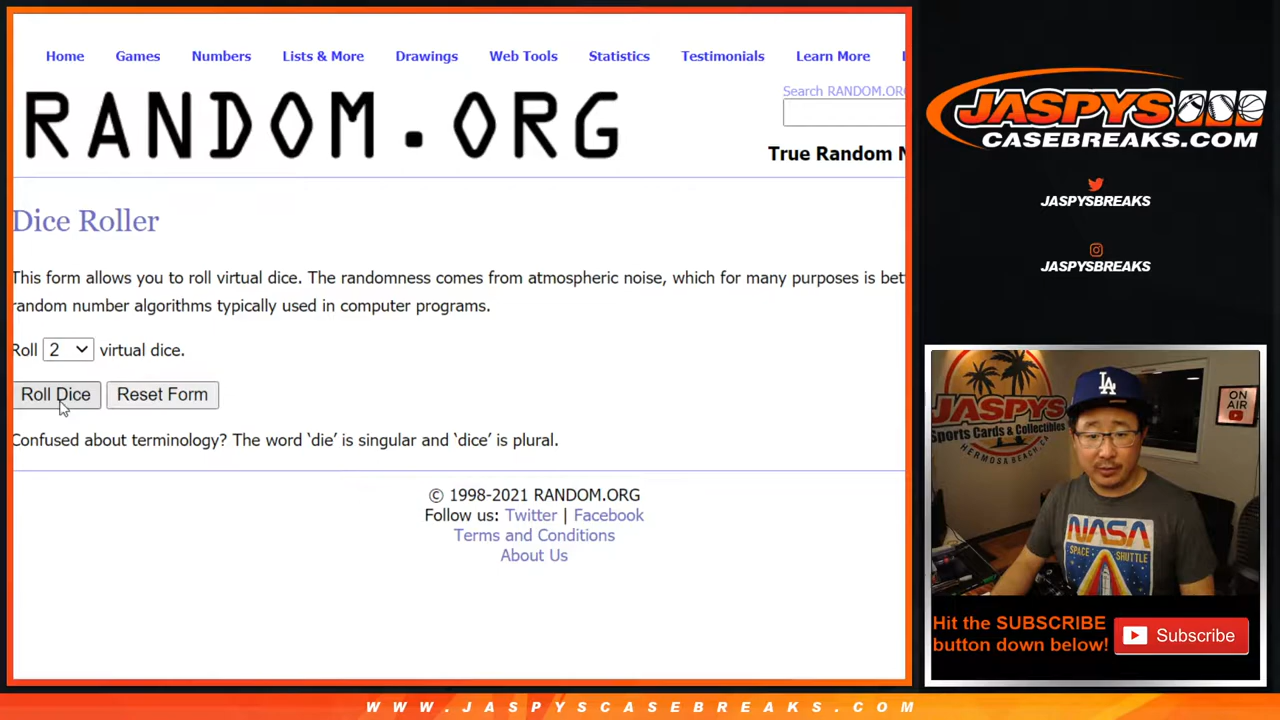 Home Games Numbers Lists & More Drawings Web Tools Statistics Testimonials Learn More
RANDOM.ORG
Search RANDOM.ORG
True Random N
Dice Roller
This form allows you to roll virtual dice. The randomness comes from atmospheric noise, which for many purposes is bet
random number algorithms typically used in computer programs.
Roll 2 virtual dice.
Roll Dice Reset Form
Confused about terminology? The word ‘die’ is singular and ‘dice’ is plural.
© 1998-2021 RANDOM.ORG
Follow us: Twitter | Facebook
Terms and Conditions
About Us
JASPYS
CASEBREAKS.COM
JASPYSBREAKS
JASPYSBREAKS
JASPYS
Sports Cards & Collectibles
HERMOSA BEACH, CA
LA
ON
AIR
NASA
SPACE SHUTTLE
Hit the SUBSCRIBE
button down below!
Subscribe
WWW.JASPYSCASEBREAKS.COM